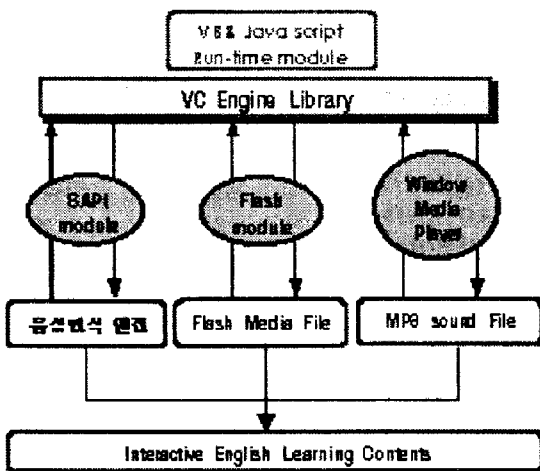 VB& Java script
Run-time module
VC Engine Library
SAPI
module
Flash
module
Window
Media
Player
음성인식 엔진
Flash Media File
MP3 sound File
Interactive English Learning Contents